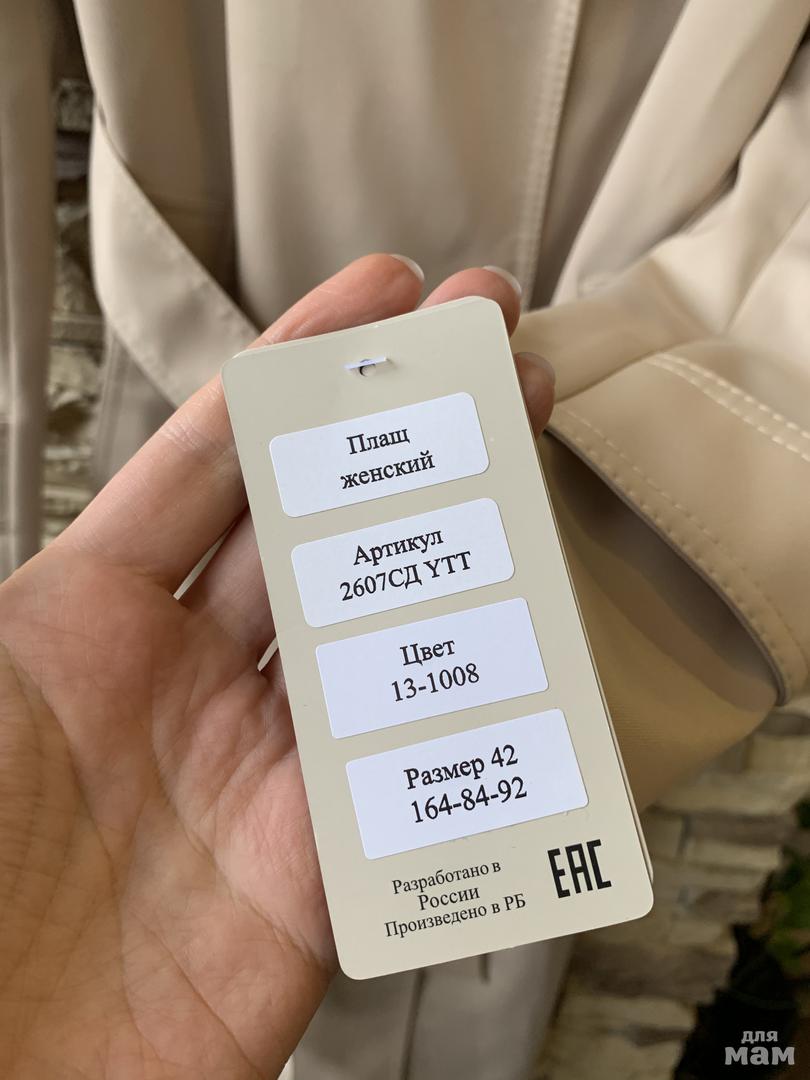 Плащ
женский
Артикул
2607СД YTT
Цвет
13-1008
Размер 42
164-84-92
Разработано в
России
Произведено в РБ
EAC
для
мам